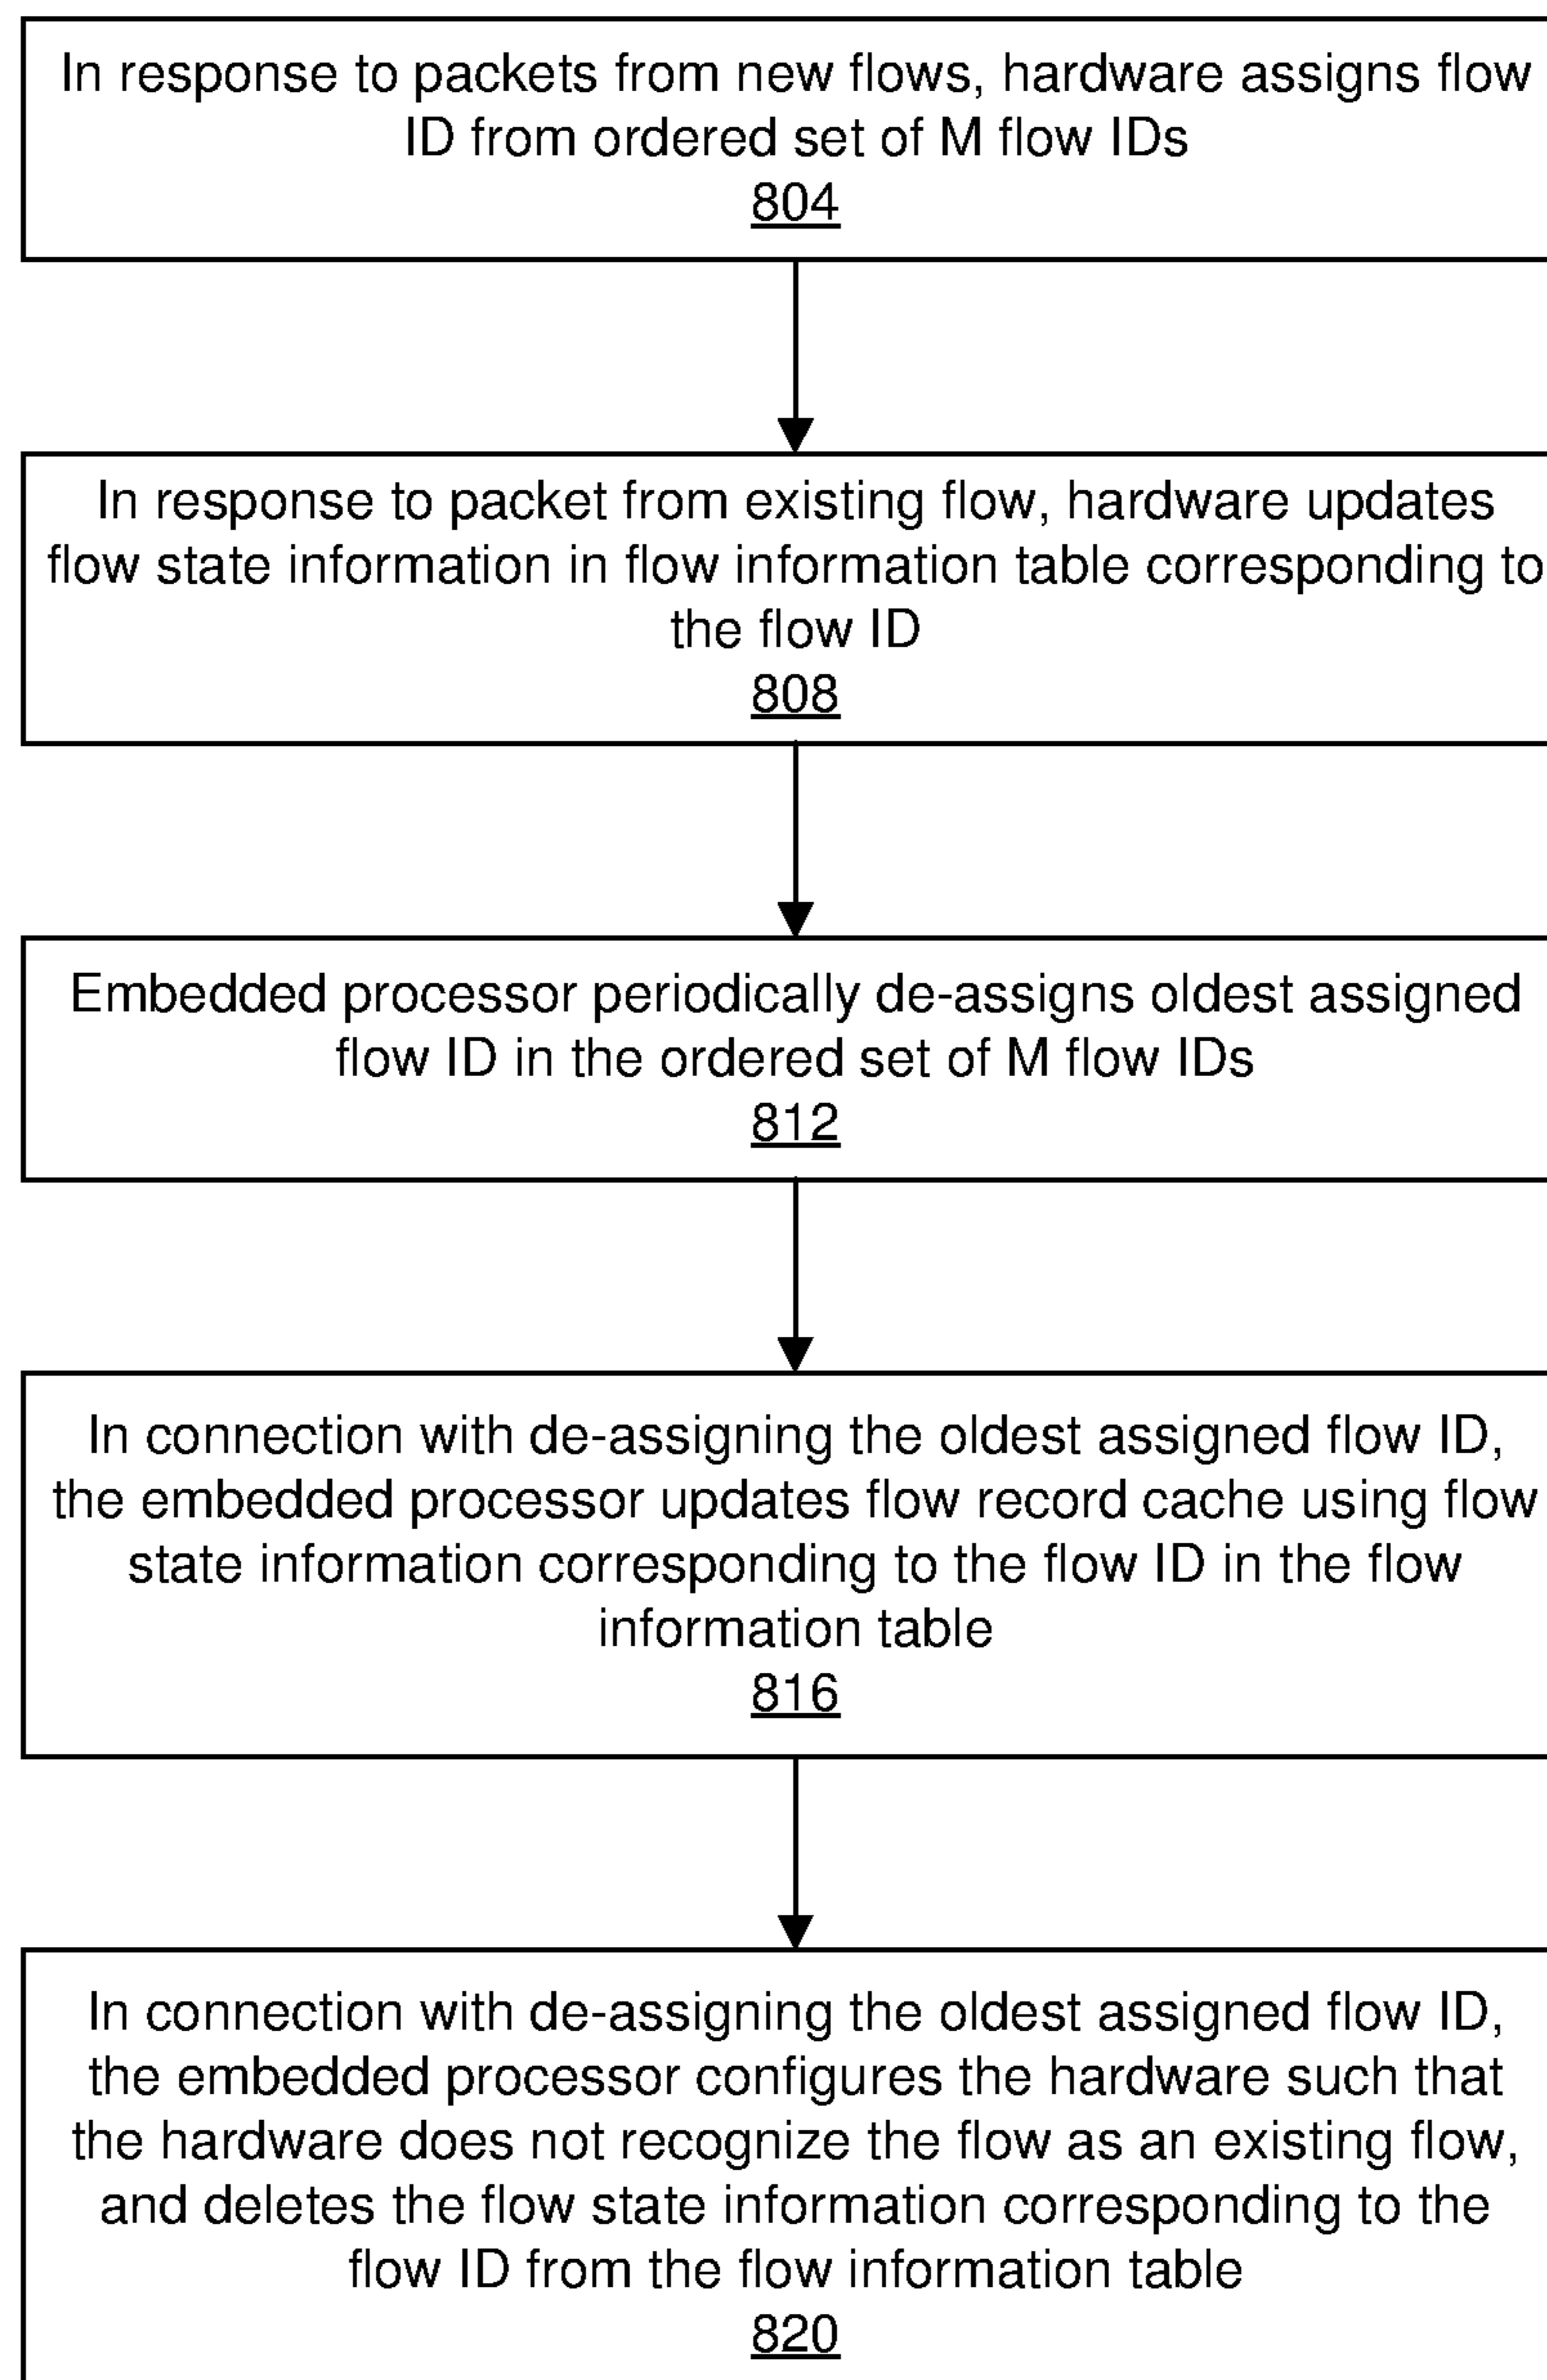 In response to packets from new flows, hardware assigns flow
ID from ordered set of M flow IDs
804
In response to packet from existing flow, hardware updates
flow state information in flow information table corresponding to
the flow ID
808
Embedded processor periodically de-assigns oldest assigned
flow ID in the ordered set of M flow IDs
812
In connection with de-assigning the oldest assigned flow ID,
the embedded processor updates flow record cache using flow
state information corresponding to the flow ID in the flow
information table
816
In connection with de-assigning the oldest assigned flow ID,
the embedded processor configures the hardware such that
the hardware does not recognize the flow as an existing flow,
and deletes the flow state information corresponding to the
flow ID from the flow information table
820